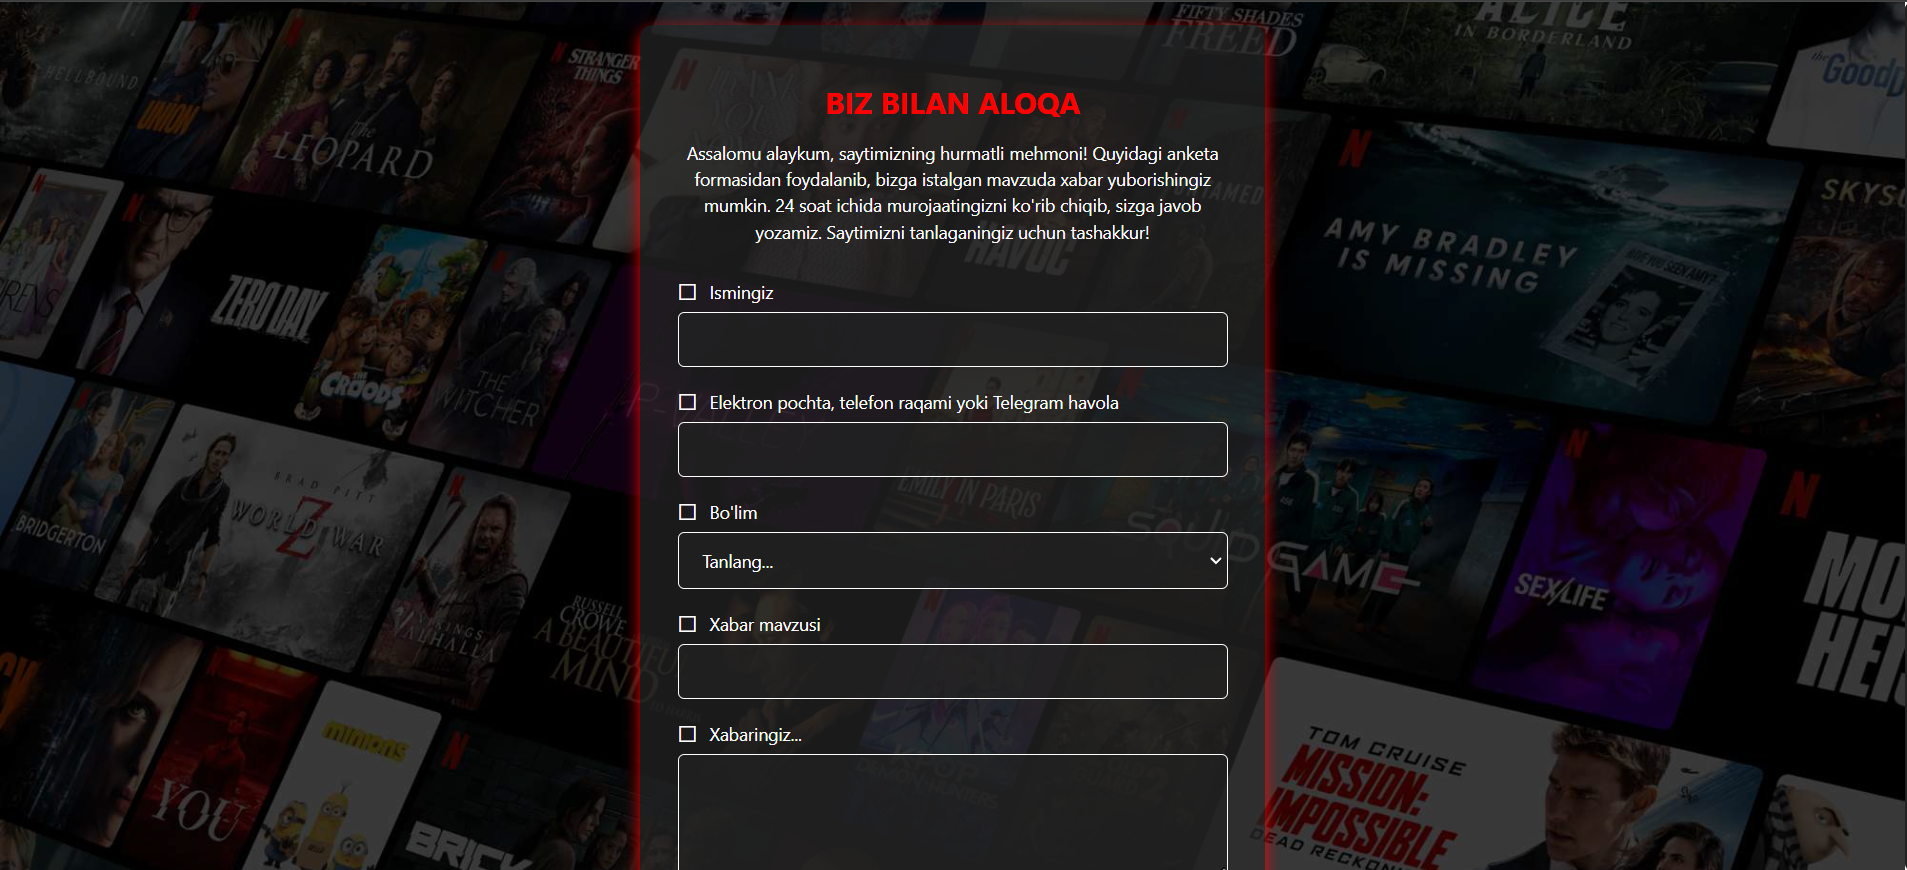 HELLBOUND
UNION
The
LEOPARD
STRANGER
THINGS
FIFTY SHADES
FREED
ALICE
IN BORDERLAND
the
BIZ BILAN ALOQA
Assalomu alaykum, saytimizning hurmatli mehmoni! Quyidagi anketa
formasidan foydalanib, bizga istalgan mavzuda xabar yuborishingiz
mumkin. 24 soat ichida murojaatingizni ko'rib chiqib, sizga javob
yozamiz. Saytimizni tanlaganingiz uchun tashakkur!
HAVOC
AMY BRADLEY
IS MISSING
ZERO DAY
THE
CROODS
THE
WITCHER
Ismingiz
Elektron pochta, telefon raqami yoki Telegram havola
BRIDGERTON
BRAD PITT
WORLD WAR
Z
EMILY IN PARIS
SQUID GAME
SEX/LIFE
Bo'lim
Tanlang...
VIKINGS
VALHALLA
RUSSELL
CROWE
A BEAUTIFUL
MIND
Xabar mavzusi
Xabaringiz...
YOU
minions
BRICK
KPOP
DEMON HUNTERS
TOM CRUISE
MISSION:
IMPOSSIBLE
DEAD RECKONI